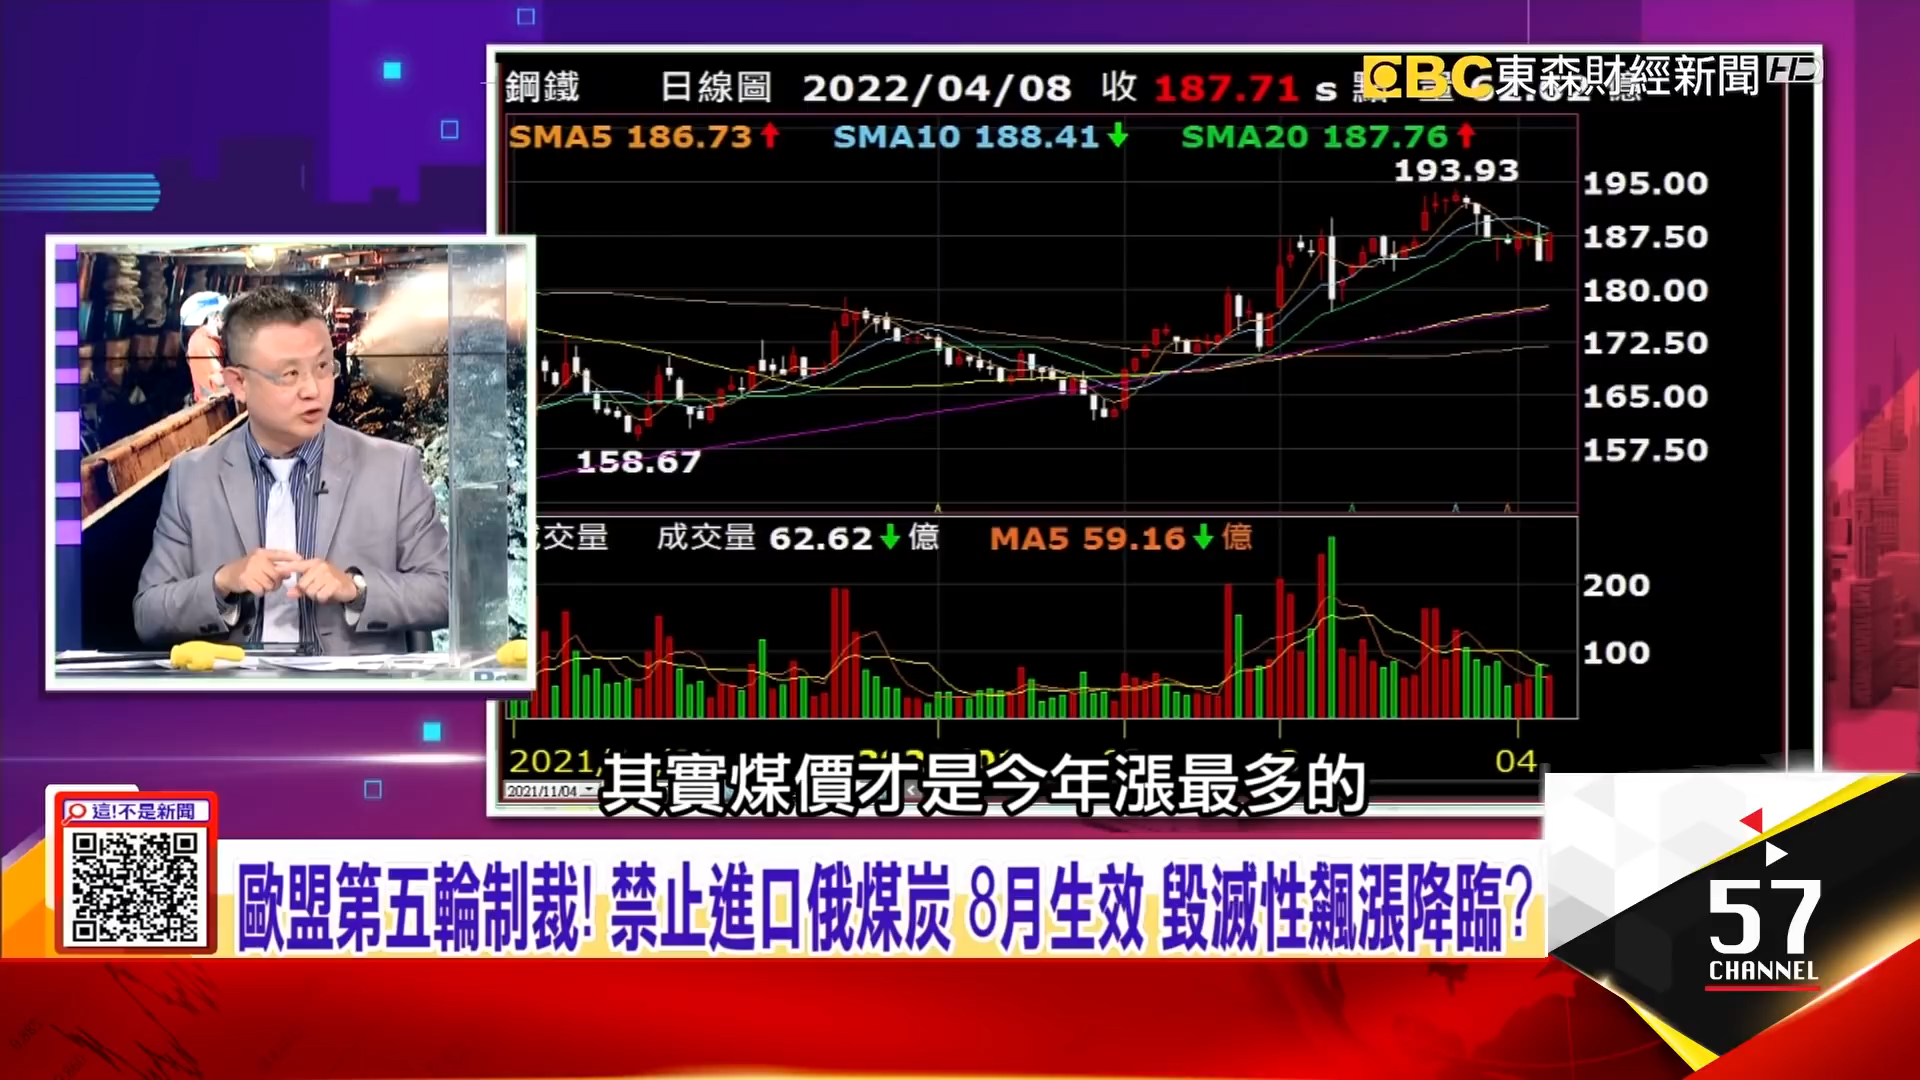 鋼鐵 日線圖 2022/04/08 收 187.71 s
EBC東森財經新聞 HD
SMA5 186.73↑ SMA10 188.41↓ SMA20 187.76↑
193.93
195.00
187.50
180.00
172.50
165.00
157.50
158.67
成交量 62.62↓億 MA5 59.16↓億
200
100
04
2021/11/04
其實煤價才是今年漲最多的
這!不是新聞
歐盟第五輪制裁! 禁止進口俄煤炭 8月生效 毀滅性飆漲降臨?
57
CHANNEL